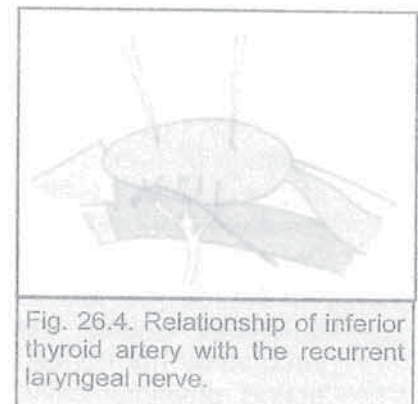 Fig. 26.4. Relationship of inferior
thyroid artery with the recurrent
laryngeal nerve.